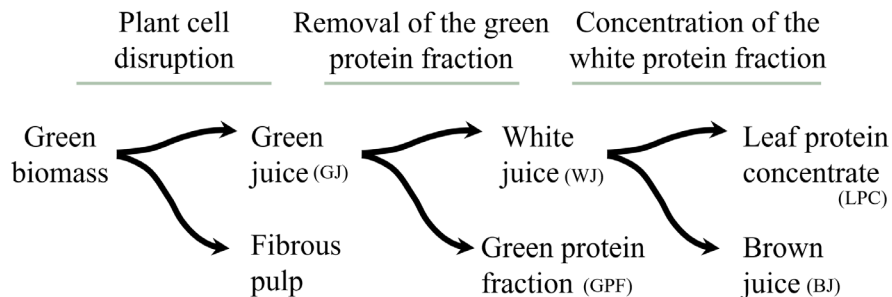 Plant cell
disruption
Removal of the green
protein fraction
Concentration of the
white protein fraction
Green
biomass
Green
juice (GJ)
Fibrous
pulp
White
juice (WJ)
Green protein
fraction (GPF)
Leaf protein
concentrate
(LPC)
Brown
juice (BJ)